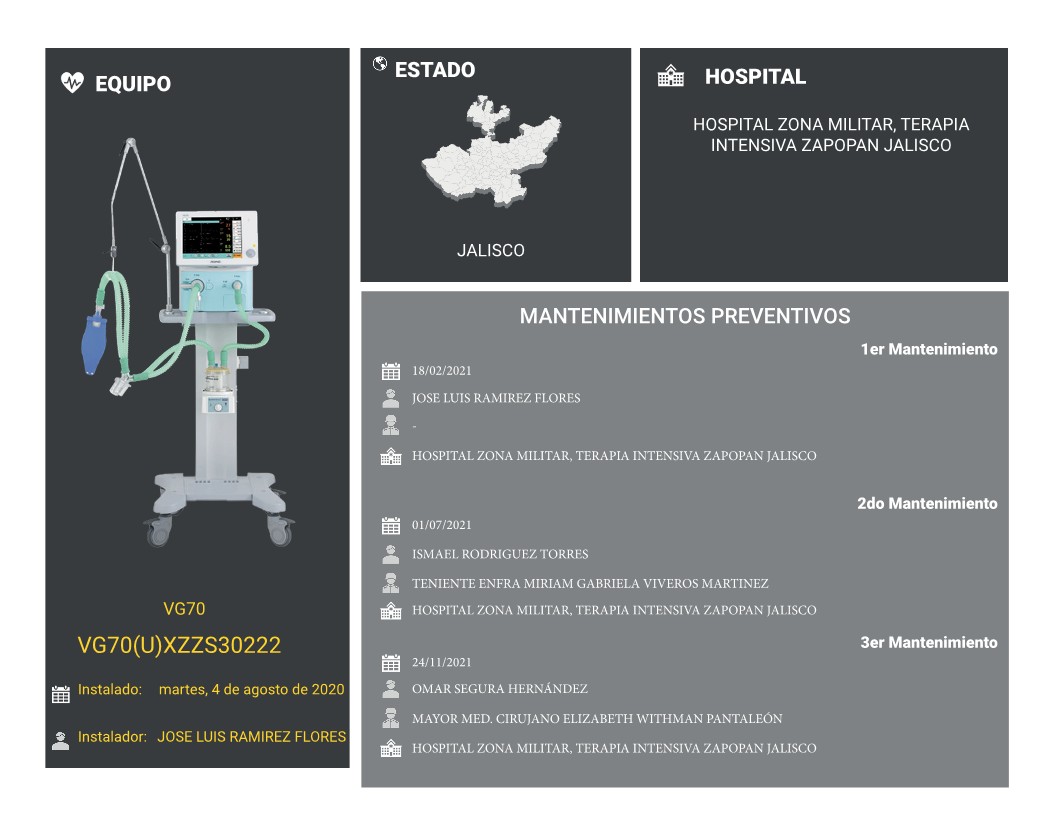 EQUIPO
VG70
VG70(U)XZZS30222
Instalado: martes, 4 de agosto de 2020
Instalador: JOSE LUIS RAMIREZ FLORES
ESTADO
JALISCO
HOSPITAL
HOSPITAL ZONA MILITAR, TERAPIA
INTENSIVA ZAPOPAN JALISCO
MANTENIMIENTOS PREVENTIVOS
1er Mantenimiento
18/02/2021
JOSE LUIS RAMIREZ FLORES
-
HOSPITAL ZONA MILITAR, TERAPIA INTENSIVA ZAPOPAN JALISCO
2do Mantenimiento
01/07/2021
ISMAEL RODRIGUEZ TORRES
TENIENTE ENFRA MIRIAM GABRIELA VIVEROS MARTINEZ
HOSPITAL ZONA MILITAR, TERAPIA INTENSIVA ZAPOPAN JALISCO
3er Mantenimiento
24/11/2021
OMAR SEGURA HERNÁNDEZ
MAYOR MED. CIRUJANO ELIZABETH WITHMAN PANTALEÓN
HOSPITAL ZONA MILITAR, TERAPIA INTENSIVA ZAPOPAN JALISCO